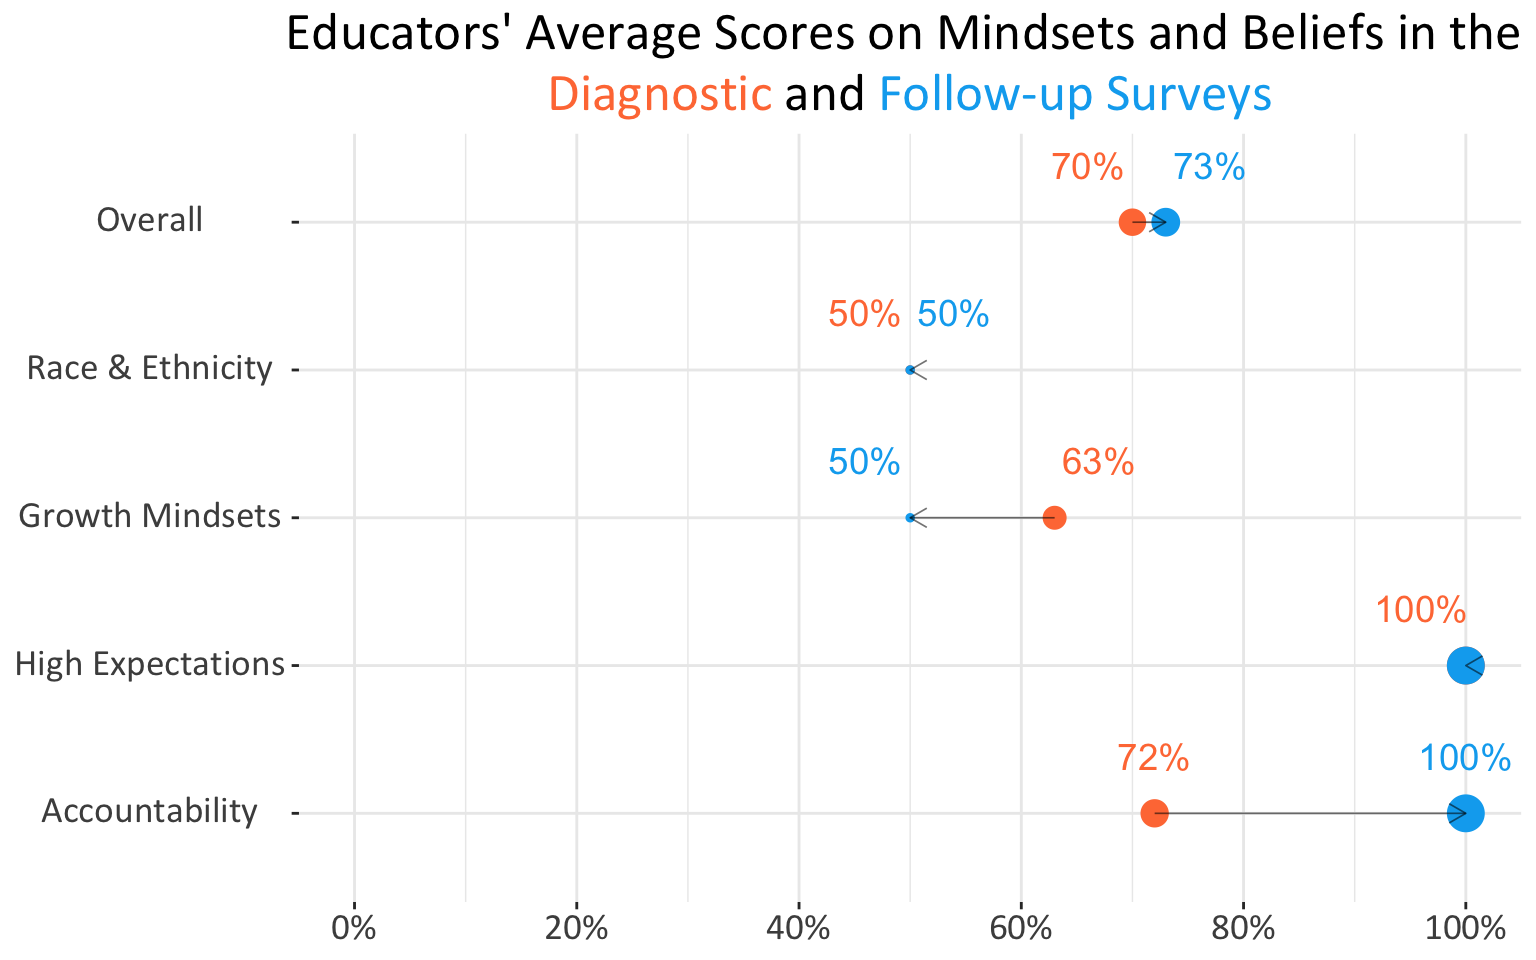 Educators' Average Scores on Mindsets and Beliefs in the
Diagnostic and Follow-up Surveys
70% 73%
Overall
50% 50%
Race & Ethnicity
50% 63%
Growth Mindsets
100%
High Expectations
72% 100%
Accountability
0% 20% 40% 60% 80% 100%